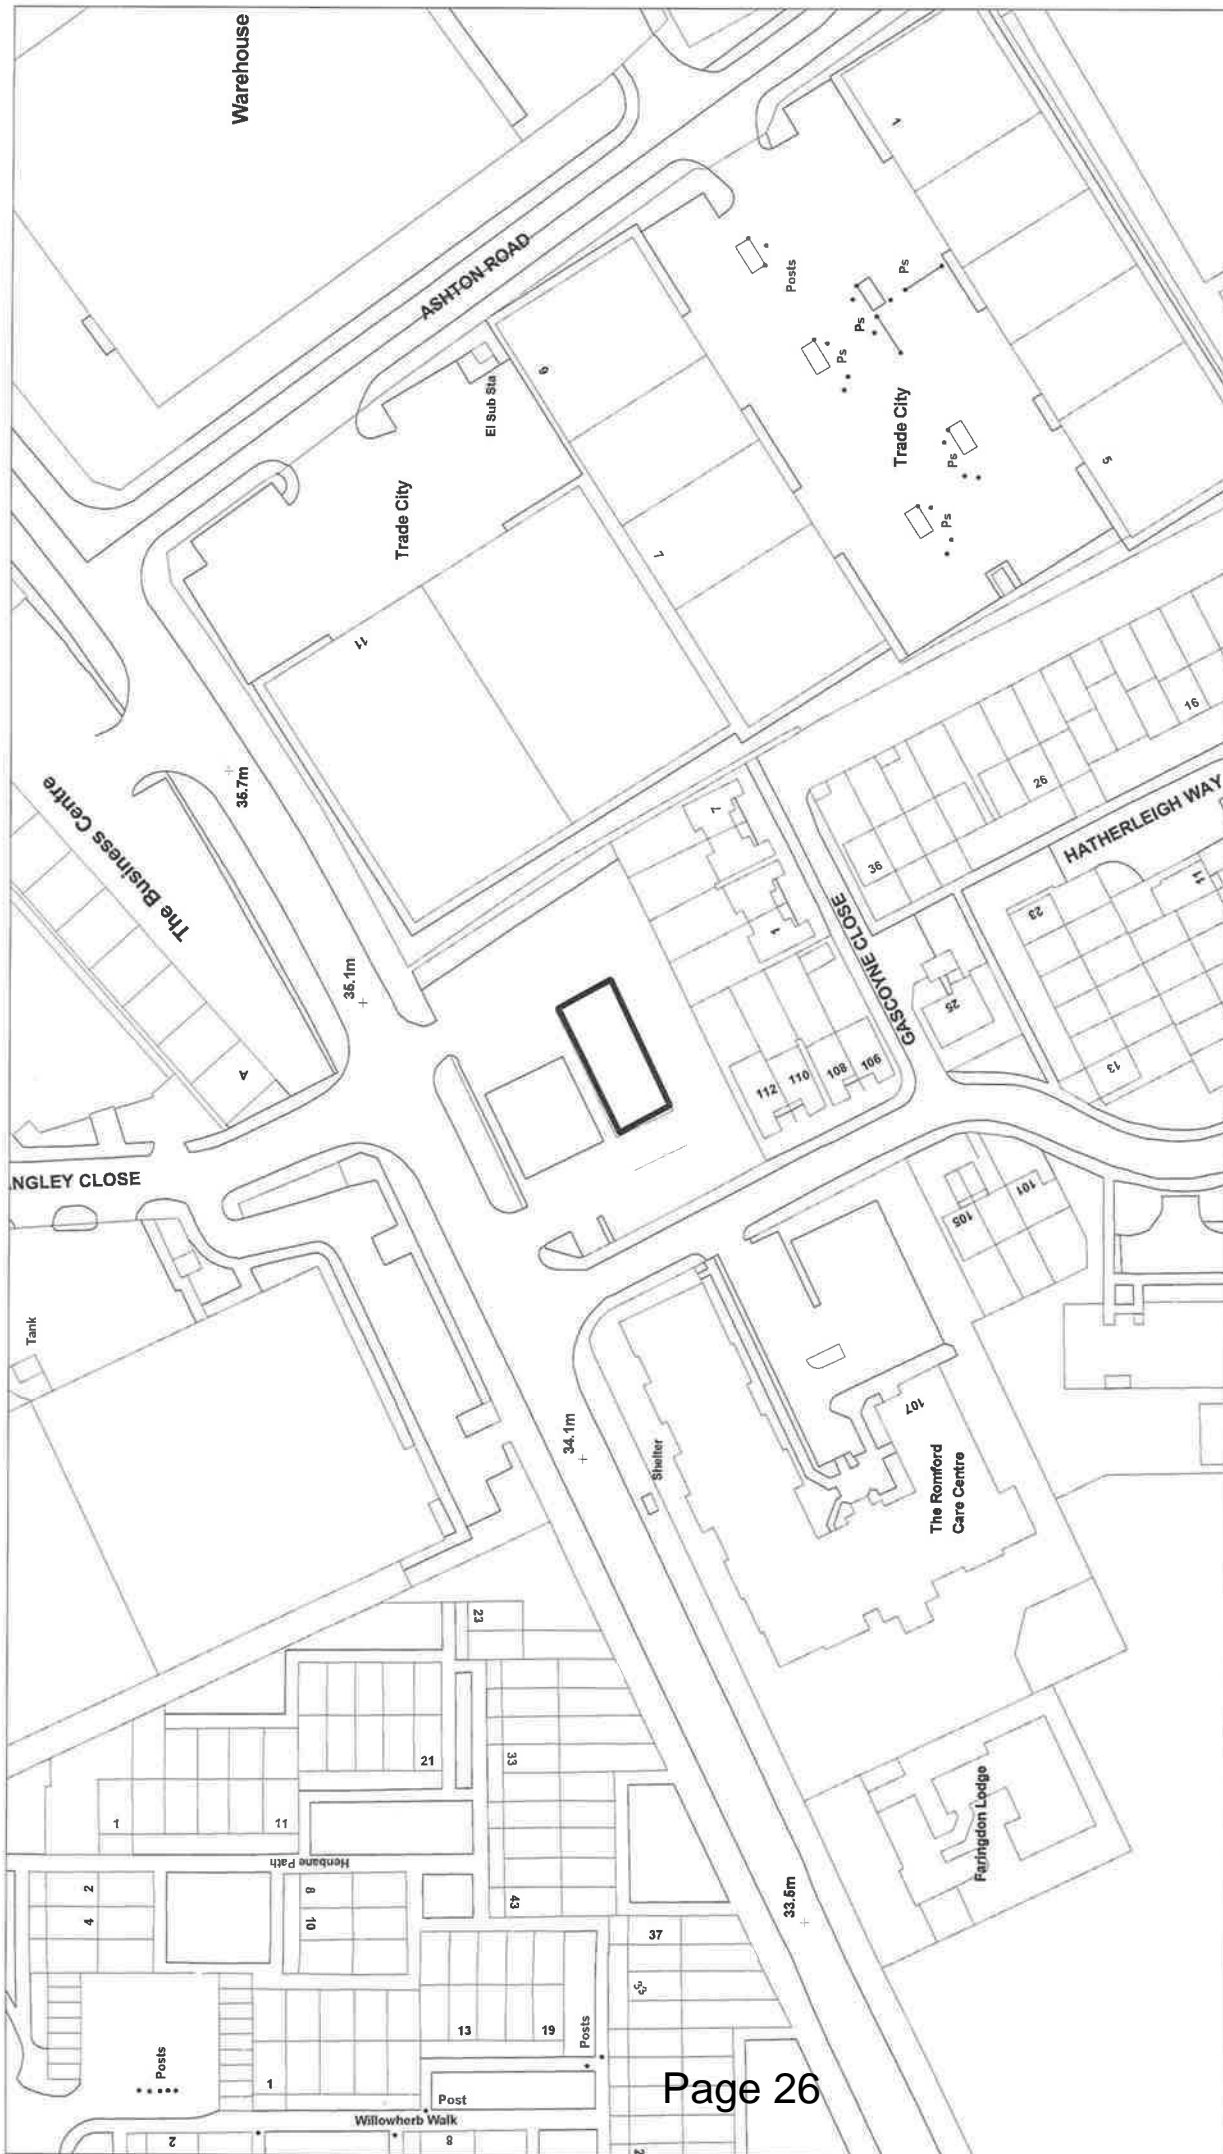 Warehouse
ASHTON ROAD
1
Posts
Ps
Ps
Ps
El Sub Sta
9
Trade City
Trade City
Ps
5
7
Ps
11
The Business Centre
35.7m
16
26
HATHERLEIGH WAY
7
36
23
11
1
GASCOYNE CLOSE
35.1m
25
A
112
110
108
106
13
NGLEY CLOSE
105
101
Tank
34.1m
Shelter
107
The Romford
Care Centre
23
21
33
1
11
Henbane Path
Faringdon Lodge
2
4
8
10
43
33.5m
37
13
19
Posts
Posts
1
Post
Page 26
Willowherb Walk
2
8